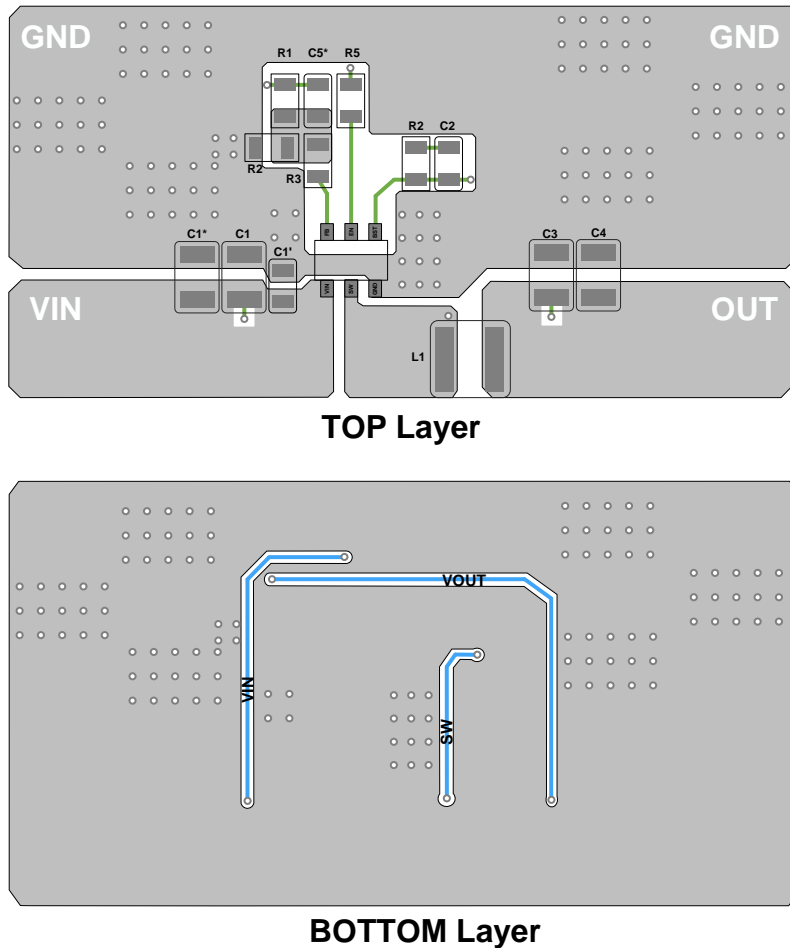 GND
GND
R1 C5* R5
R2 C2
R2
R3
FB EN BST
C1* C1 C1'
C3 C4
VIN SW GND
VIN
OUT
L1
TOP Layer
VOUT
VIN
SW
BOTTOM Layer